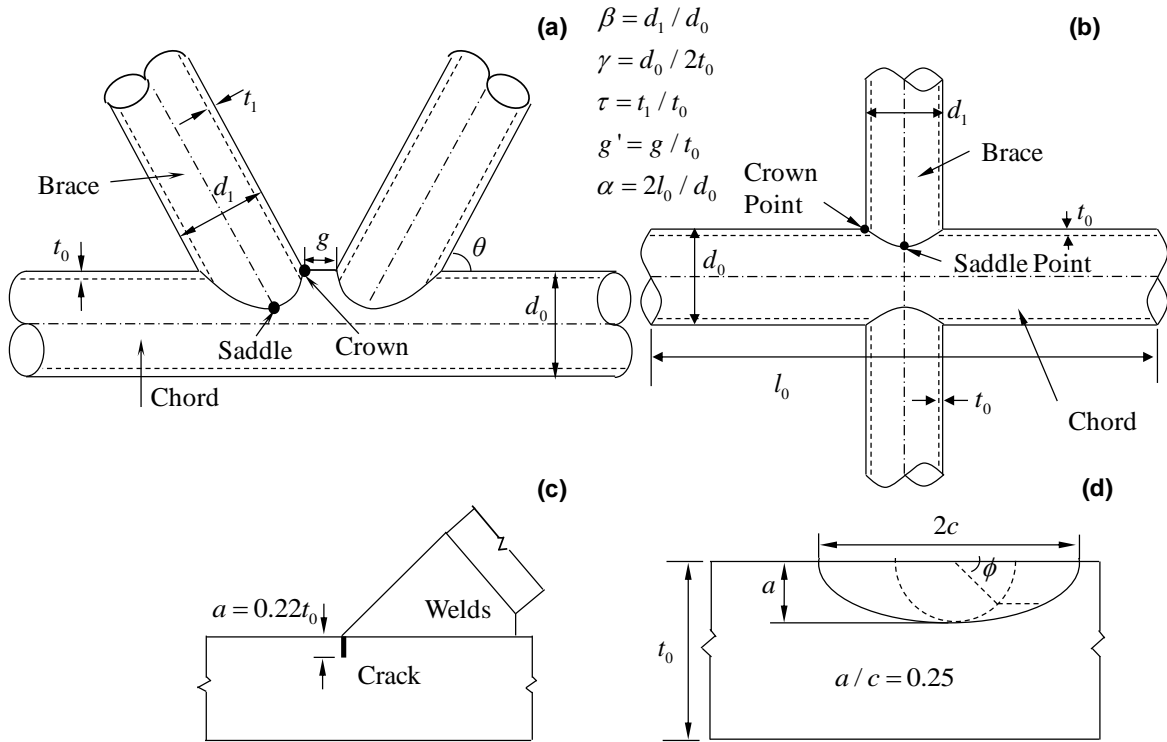 (a)
t₁
Brace
d₁
t₀
g
θ
d₀
Saddle
Crown
Chord
β = d₁ / d₀
γ = d₀ / 2t₀
τ = t₁ / t₀
g' = g / t₀
α = 2l₀ / d₀
(b)
d₁
Brace
Crown
Point
t₀
d₀
Saddle Point
l₀
t₀
Chord
(c)
a = 0.22t₀
Welds
Crack
(d)
2c
a
ϕ
t₀
a / c = 0.25